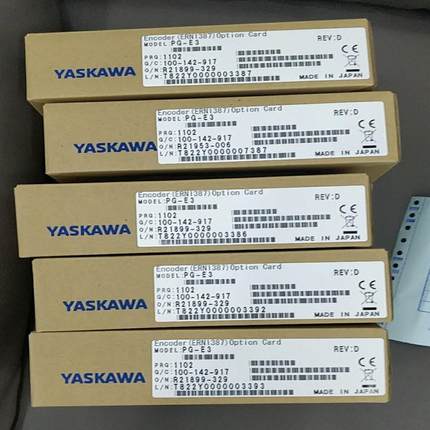 YASKAWA
Encoder(ERN1387)Option Card
MODEL:PG-E3
REV:D
PRG:1102
G/C:100-142-917
O/N:R21899-329
L/N:T822Y0000003387
MADE IN JAPAN
YASKAWA
Encoder(ERN1387)Option Card
MODEL:PG-E3
REV:D
PRG:1102
G/C:100-142-917
O/N:R21953-006
L/N:T822Y0000007387
MADE IN JAPAN
YASKAWA
Encoder(ERN1387)Option Card
MODEL:PG-E3
REV:D
PRG:1102
G/C:100-142-917
O/N:R21899-329
L/N:T822Y0000003386
MADE IN JAPAN
YASKAWA
Encoder(ERN1387)Option Card
MODEL:PG-E3
REV:D
PRG:1102
G/C:100-142-917
O/N:R21899-329
L/N:T822Y0000003392
MADE IN JAPAN
YASKAWA
Encoder(ERN1387)Option Card
MODEL:PG-E3
REV:D
PRG:1102
G/C:100-142-917
O/N:R21899-329
L/N:T822Y0000003393
MADE IN JAPAN